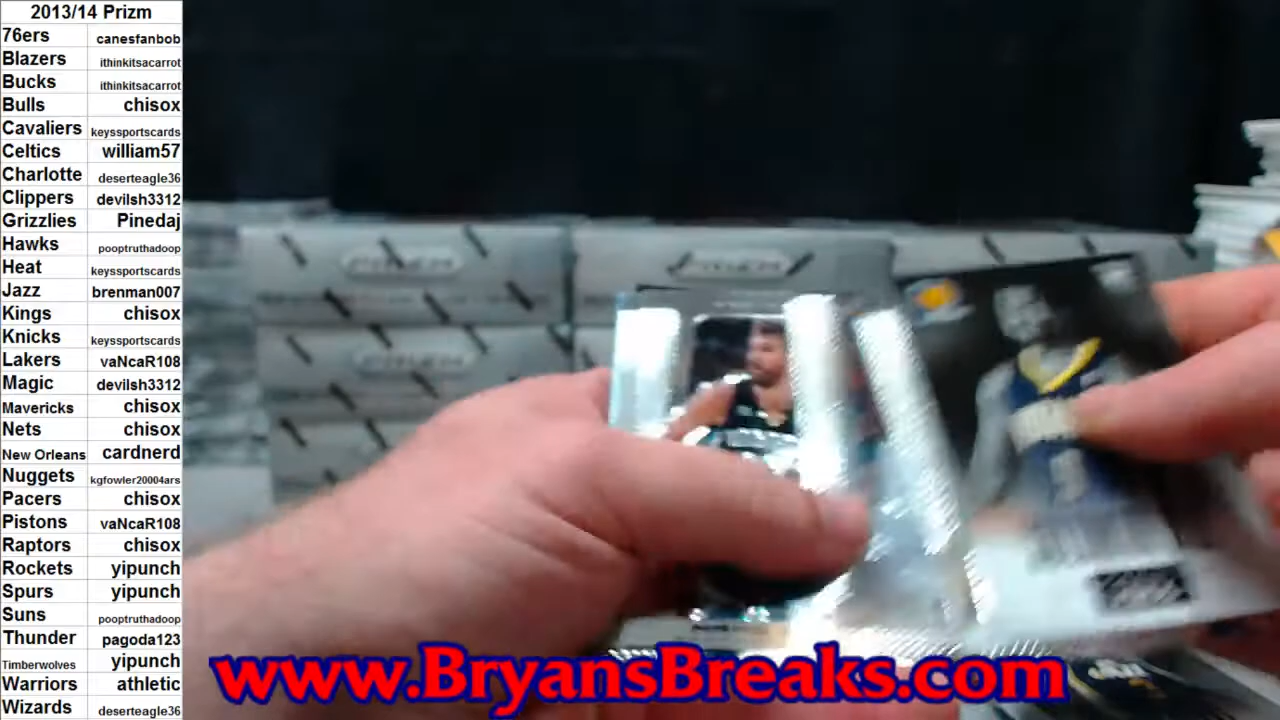 2013/14 Prizm
76ers canesfanbob
Blazers ithinkitsacarrot
Bucks ithinkitsacarrot
Bulls chisox
Cavaliers keyssportscards
Celtics william57
Charlotte deserteagle36
Clippers devilsh3312
Grizzlies Pinedaj
Hawks pooptruthadoop
Heat keyssportscards
Jazz brenman007
Kings chisox
Knicks keyssportscards
Lakers vaNcaR108
Magic devilsh3312
Mavericks chisox
Nets chisox
New Orleans cardnerd
Nuggets kgfowler20004ars
Pacers chisox
Pistons vaNcaR108
Raptors chisox
Rockets yipunch
Spurs yipunch
Suns pooptruthadoop
Thunder pagoda123
Timberwolves yipunch
Warriors athletic
Wizards deserteagle36
PRIZM PRIZM
PRIZM
www.BryansBreaks.com